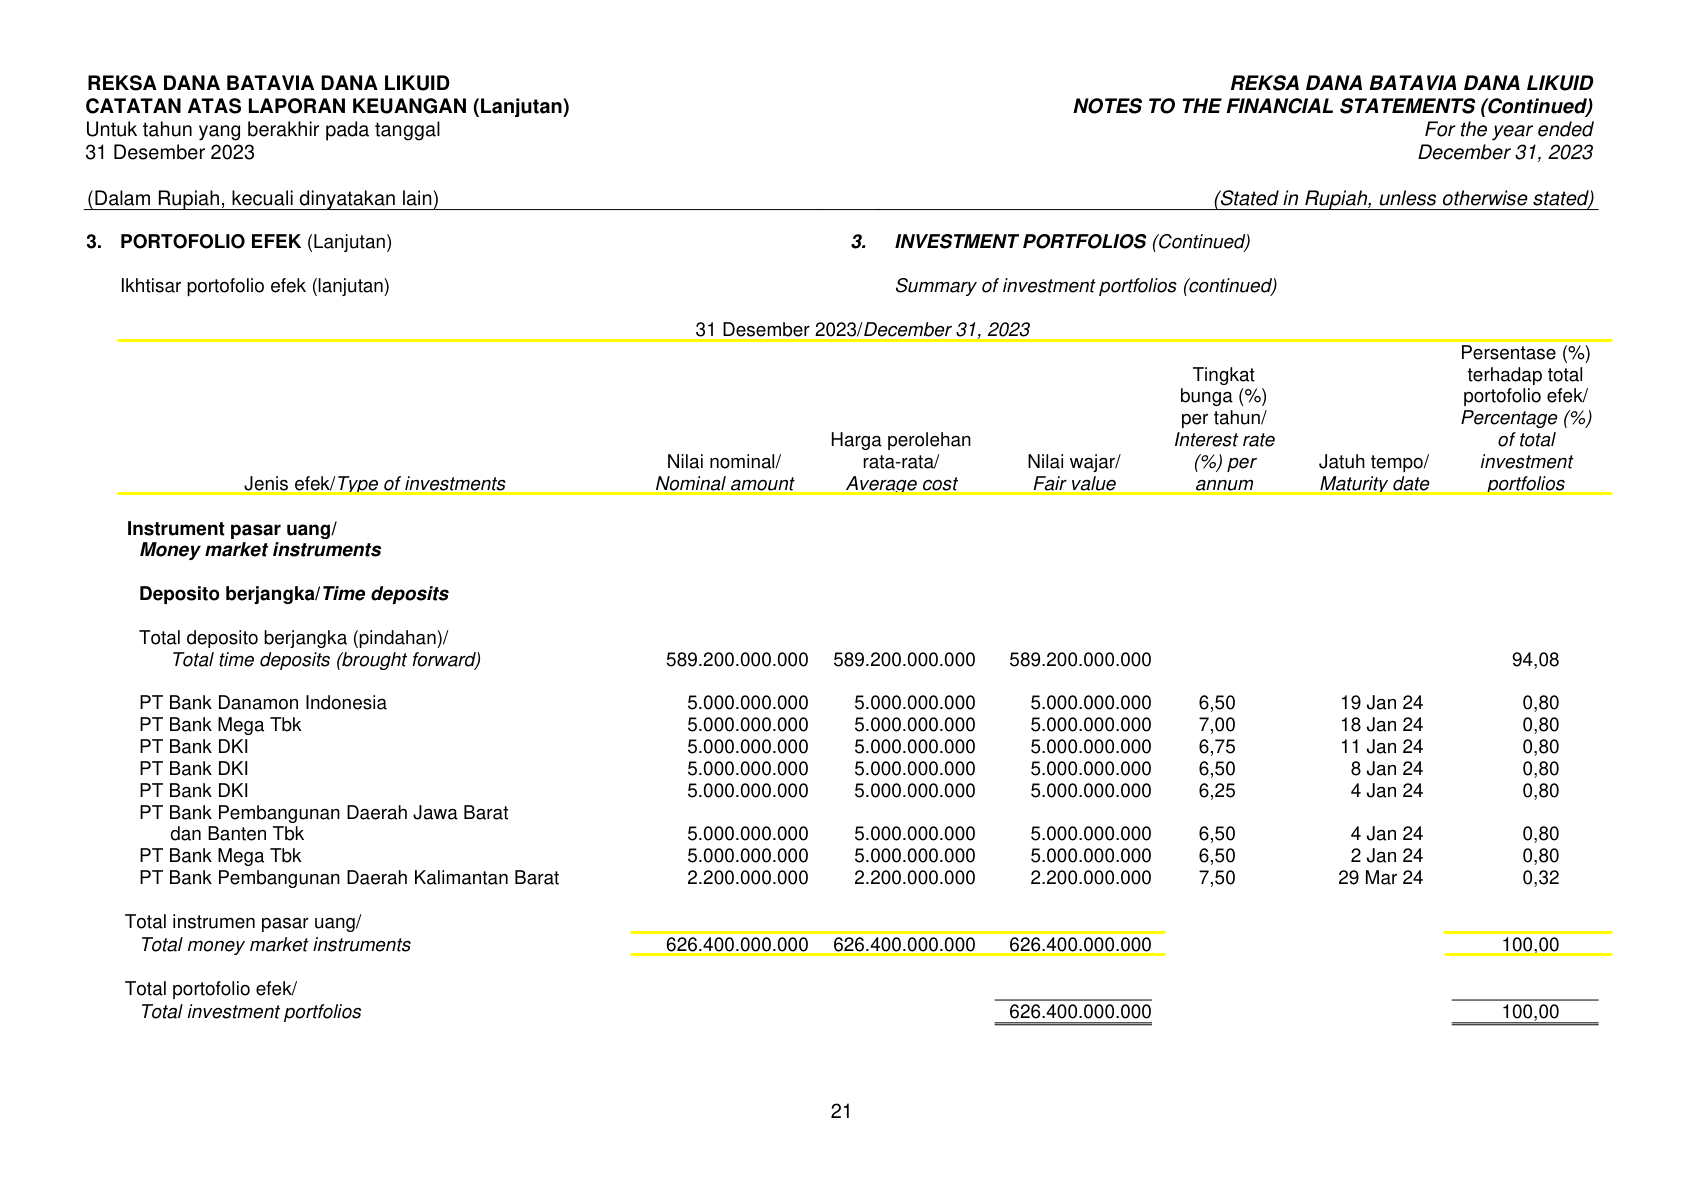 REKSA DANA BATAVIA DANA LIKUID
CATATAN ATAS LAPORAN KEUANGAN (Lanjutan)
Untuk tahun yang berakhir pada tanggal
31 Desember 2023
(Dalam Rupiah, kecuali dinyatakan lain)
REKSA DANA BATAVIA DANA LIKUID
NOTES TO THE FINANCIAL STATEMENTS (Continued)
For the year ended
December 31, 2023
(Stated in Rupiah, unless otherwise stated)
3. PORTOFOLIO EFEK (Lanjutan)
Ikhtisar portofolio efek (lanjutan)
3. INVESTMENT PORTFOLIOS (Continued)
Summary of investment portfolios (continued)
31 Desember 2023/December 31, 2023
Jenis efek/Type of investments
Nilai nominal/
Nominal amount
Harga perolehan
rata-rata/
Average cost
Nilai wajar/
Fair value
Tingkat
bunga (%)
per tahun/
Interest rate
(%) per
annum
Jatuh tempo/
Maturity date
Persentase (%)
terhadap total
portofolio efek/
Percentage (%)
of total
investment
portfolios
Instrument pasar uang/
Money market instruments
Deposito berjangka/Time deposits
Total deposito berjangka (pindahan)/
Total time deposits (brought forward) 589.200.000.000 589.200.000.000 589.200.000.000 94,08
PT Bank Danamon Indonesia 5.000.000.000 5.000.000.000 5.000.000.000 6,50 19 Jan 24 0,80
PT Bank Mega Tbk 5.000.000.000 5.000.000.000 5.000.000.000 7,00 18 Jan 24 0,80
PT Bank DKI 5.000.000.000 5.000.000.000 5.000.000.000 6,75 11 Jan 24 0,80
PT Bank DKI 5.000.000.000 5.000.000.000 5.000.000.000 6,50 8 Jan 24 0,80
PT Bank DKI 5.000.000.000 5.000.000.000 5.000.000.000 6,25 4 Jan 24 0,80
PT Bank Pembangunan Daerah Jawa Barat
dan Banten Tbk 5.000.000.000 5.000.000.000 5.000.000.000 6,50 4 Jan 24 0,80
PT Bank Mega Tbk 5.000.000.000 5.000.000.000 5.000.000.000 6,50 2 Jan 24 0,80
PT Bank Pembangunan Daerah Kalimantan Barat 2.200.000.000 2.200.000.000 2.200.000.000 7,50 29 Mar 24 0,32
Total instrumen pasar uang/
Total money market instruments 626.400.000.000 626.400.000.000 626.400.000.000 100,00
Total portofolio efek/
Total investment portfolios 626.400.000.000 100,00
21